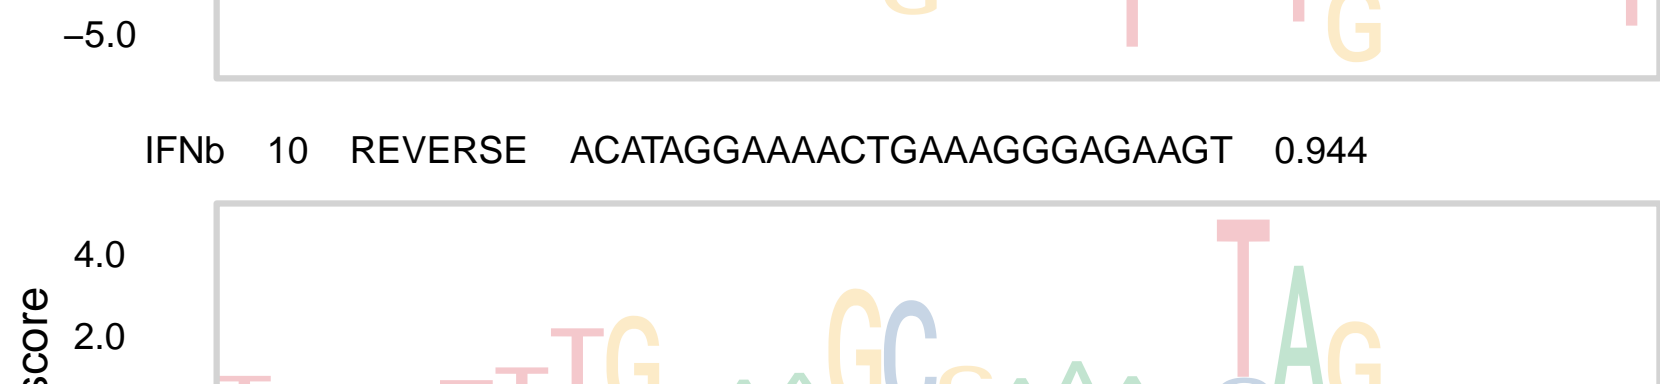 −5.0
G T T G T
IFNb 10 REVERSE ACATAGGAAAACTGAAAGGGAGAAGT 0.944
4.0
2.0
score
T T T T G A A G C G A A A T C A G